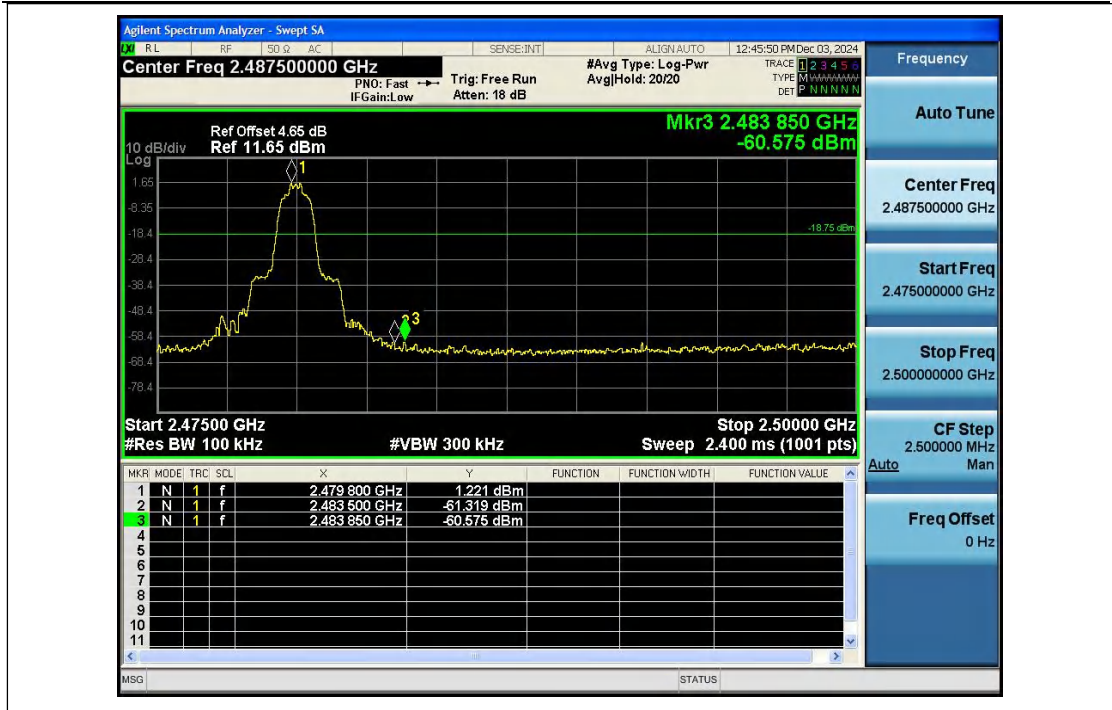 Agilent Spectrum Analyzer - Swept SA
LXI RL RF 50 Ω AC SENSE:INT ALIGN AUTO 12:45:50 PM Dec 03, 2024
Center Freq 2.487500000 GHz #Avg Type: Log-Pwr TRACE 1 2 3 4 5 6
PNO: Fast Trig: Free Run Avg|Hold: 20/20 TYPE M
IFGain:Low Atten: 18 dB DET P N N N N N
Frequency
Auto Tune
Mkr3 2.483 850 GHz
-60.575 dBm
Ref Offset 4.65 dB
10 dB/div Ref 11.65 dBm
Log
1
1.65
-8.35
-18.4
-18.75 dBm
-28.4
-38.4
-48.4
3
-58.4
-68.4
-78.4
Start 2.47500 GHz Stop 2.50000 GHz
#Res BW 100 kHz #VBW 300 kHz Sweep 2.400 ms (1001 pts)
Center Freq
2.487500000 GHz
Start Freq
2.475000000 GHz
Stop Freq
2.500000000 GHz
CF Step
2.500000 MHz
Auto Man
Freq Offset
0 Hz
MKR MODE TRC SCL X Y FUNCTION FUNCTION WIDTH FUNCTION VALUE
1 N 1 f 2.479 800 GHz 1.221 dBm
2 N 1 f 2.483 500 GHz -61.319 dBm
3 N 1 f 2.483 850 GHz -60.575 dBm
4
5
6
7
8
9
10
11
MSG STATUS